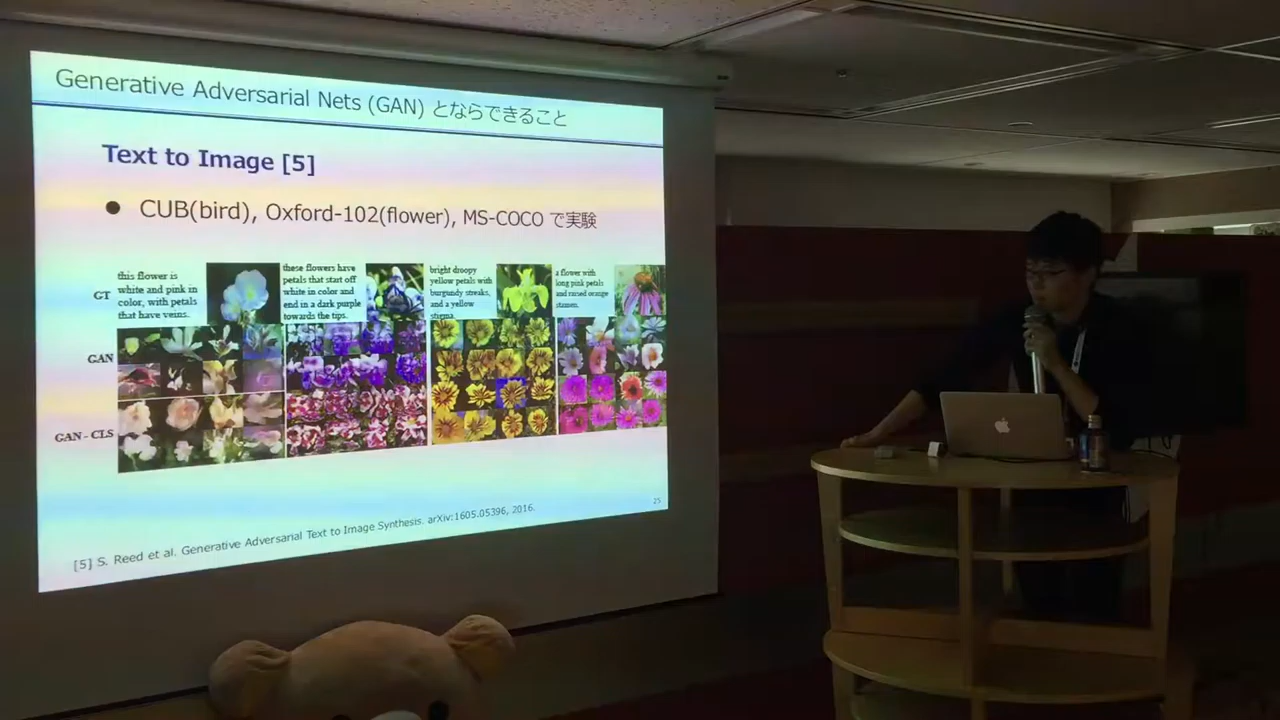 Generative Adversarial Nets (GAN) とならできること
Text to Image [5]
● CUB(bird), Oxford-102(flower), MS-COCO で実験
GT
this flower is
white and pink in
color, with petals
that have veins.
these flowers have
petals that start off
white in color and
end in a dark purple
towards the tips.
bright droopy
yellow petals with
burgundy streaks,
and a yellow
stigma.
a flower with
long pink petals
and raised orange
stamen.
GAN
GAN - CLS
25
[5] S. Reed et al. Generative Adversarial Text to Image Synthesis. arXiv:1605.05396, 2016.